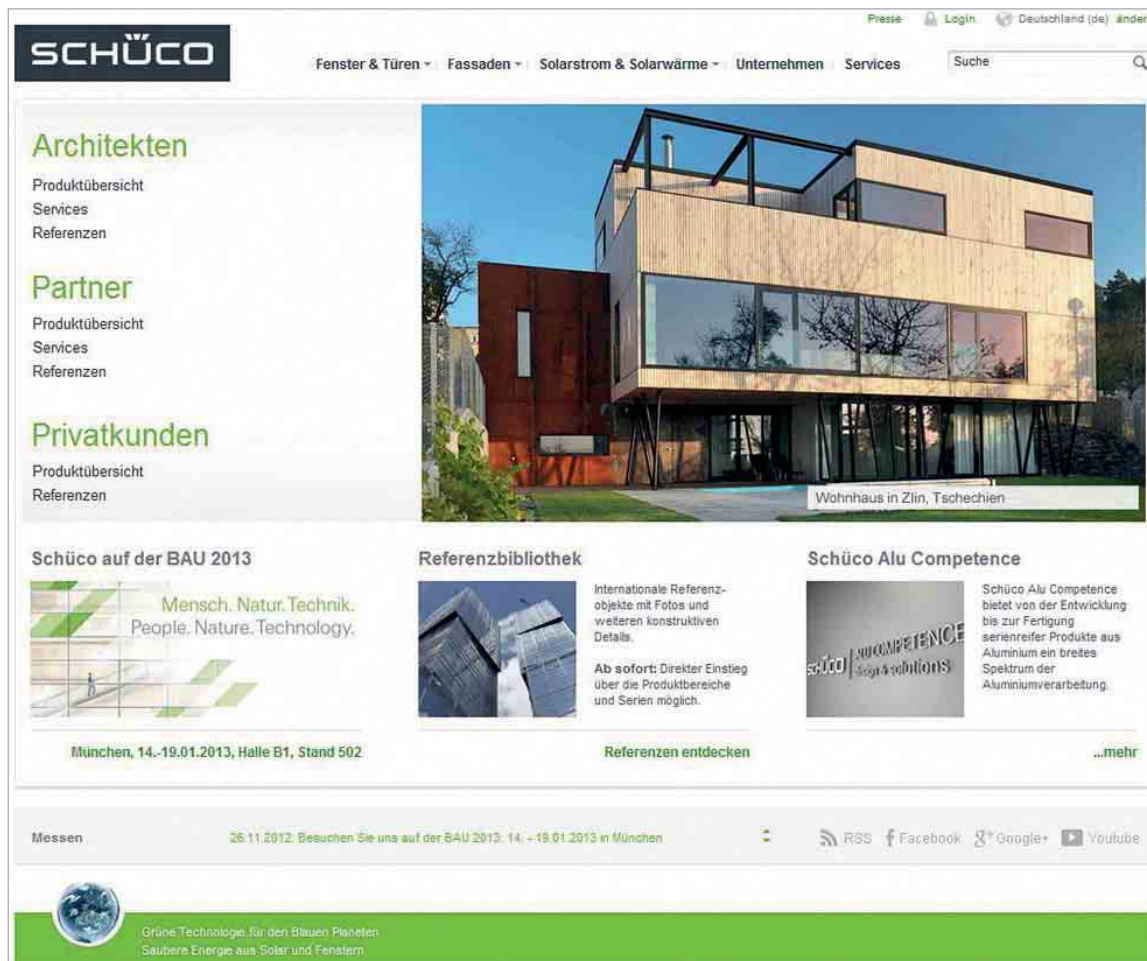 Presse Login Deutschland (de) änder
SCHÜCO
Fenster & Türen Fassaden Solarstrom & Solarwärme Unternehmen Services Suche
Architekten
Produktübersicht
Services
Referenzen
Partner
Produktübersicht
Services
Referenzen
Privatkunden
Produktübersicht
Referenzen
Wohnhaus in Zlin, Tschechien
Schüco auf der BAU 2013
Mensch. Natur. Technik.
People. Nature. Technology.
München, 14.-19.01.2013, Halle B1, Stand 502
Referenzbibliothek
Internationale Referenz-
objekte mit Fotos und
weiteren konstruktiven
Details.
Ab sofort: Direkter Einstieg
über die Produktbereiche
und Serien möglich.
Referenzen entdecken
Schüco Alu Competence
SCHÜCO ALU COMPETENCE
design & solutions
Schüco Alu Competence
bietet von der Entwicklung
bis zur Fertigung
serienreifer Produkte aus
Aluminium ein breites
Spektrum der
Aluminiumverarbeitung.
...mehr
Messen 26.11.2012: Besuchen Sie uns auf der BAU 2013: 14. - 19.01.2013 in München RSS Facebook Google+ Youtube
Grüne Technologie für den Blauen Planeten
Saubere Energie aus Solar und Fenstern